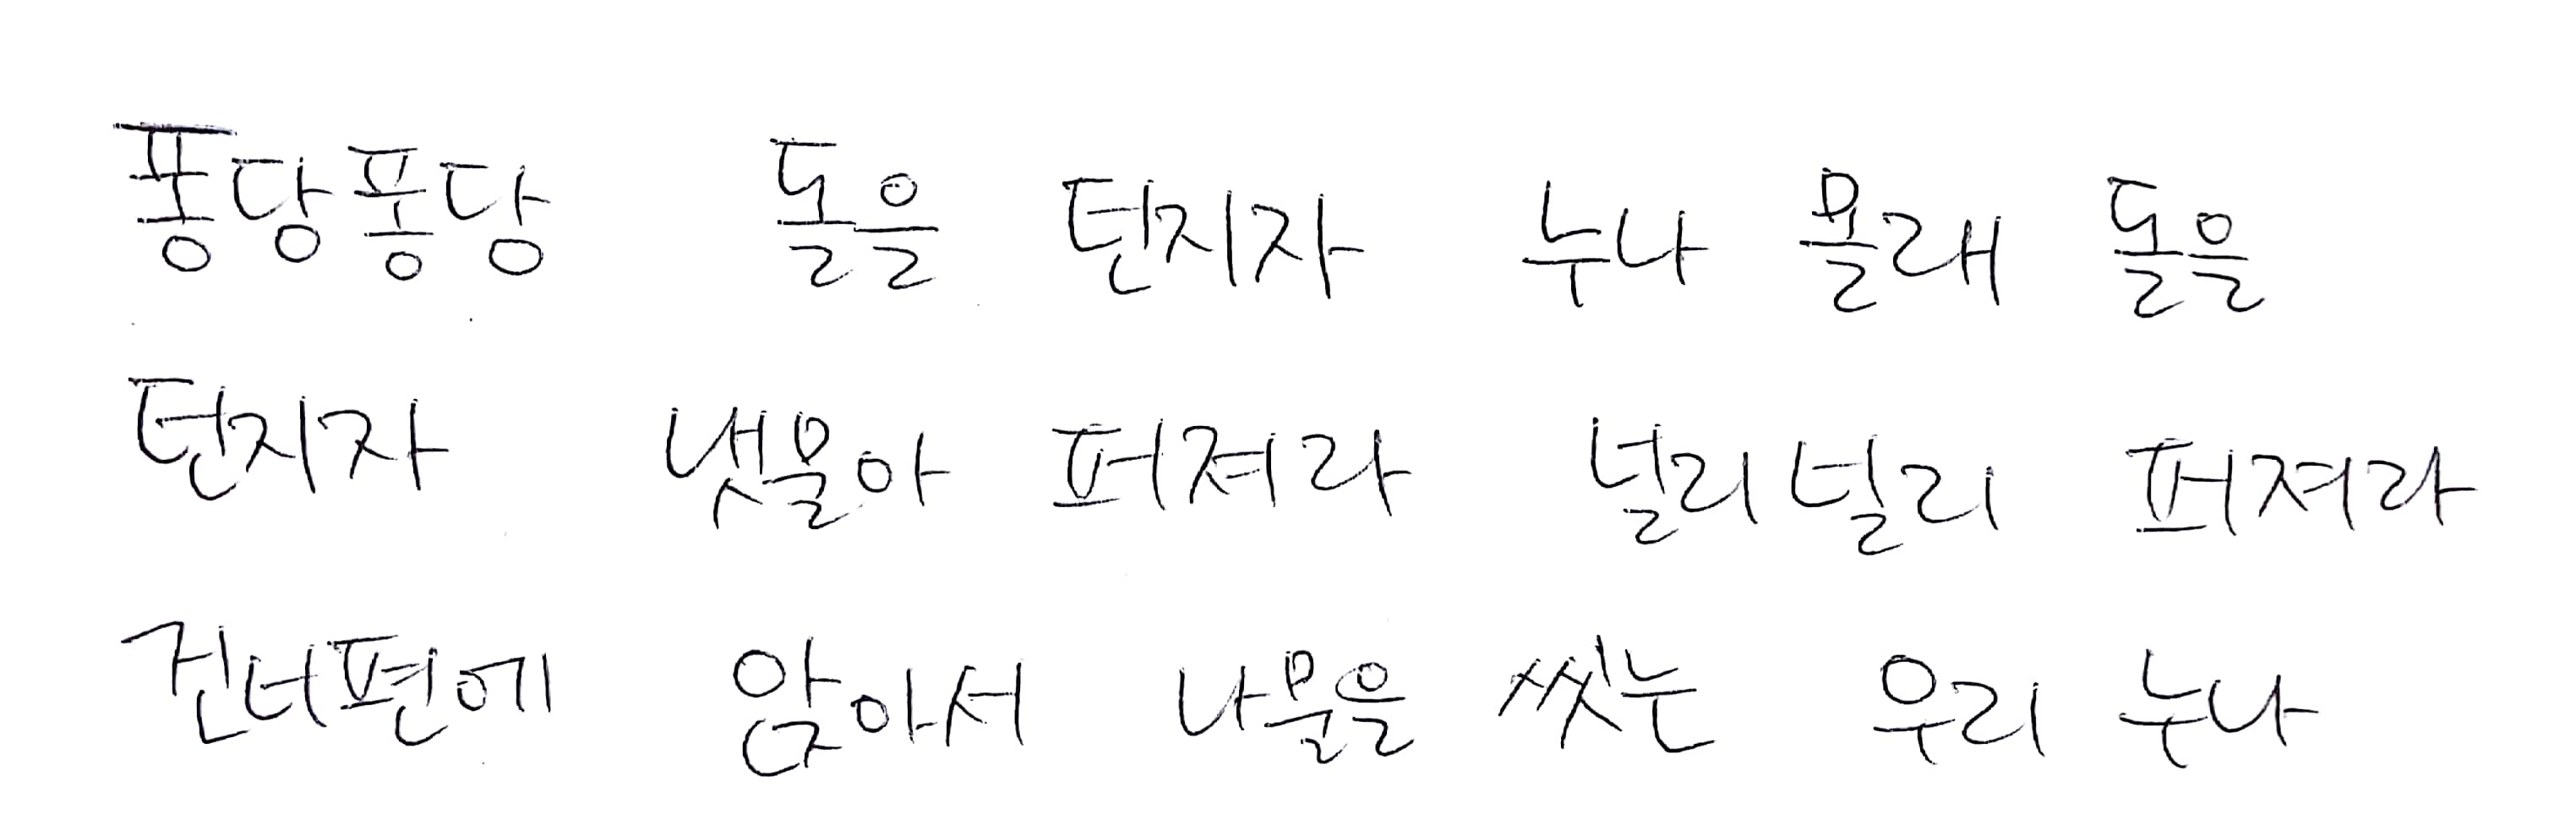 퐁당퐁당 돌을 던지자 누나 몰래 돌을
던지자 냇물아 퍼져라 널리널리 퍼져라
건너편에 앉아서 나물을 씻는 우리 누나